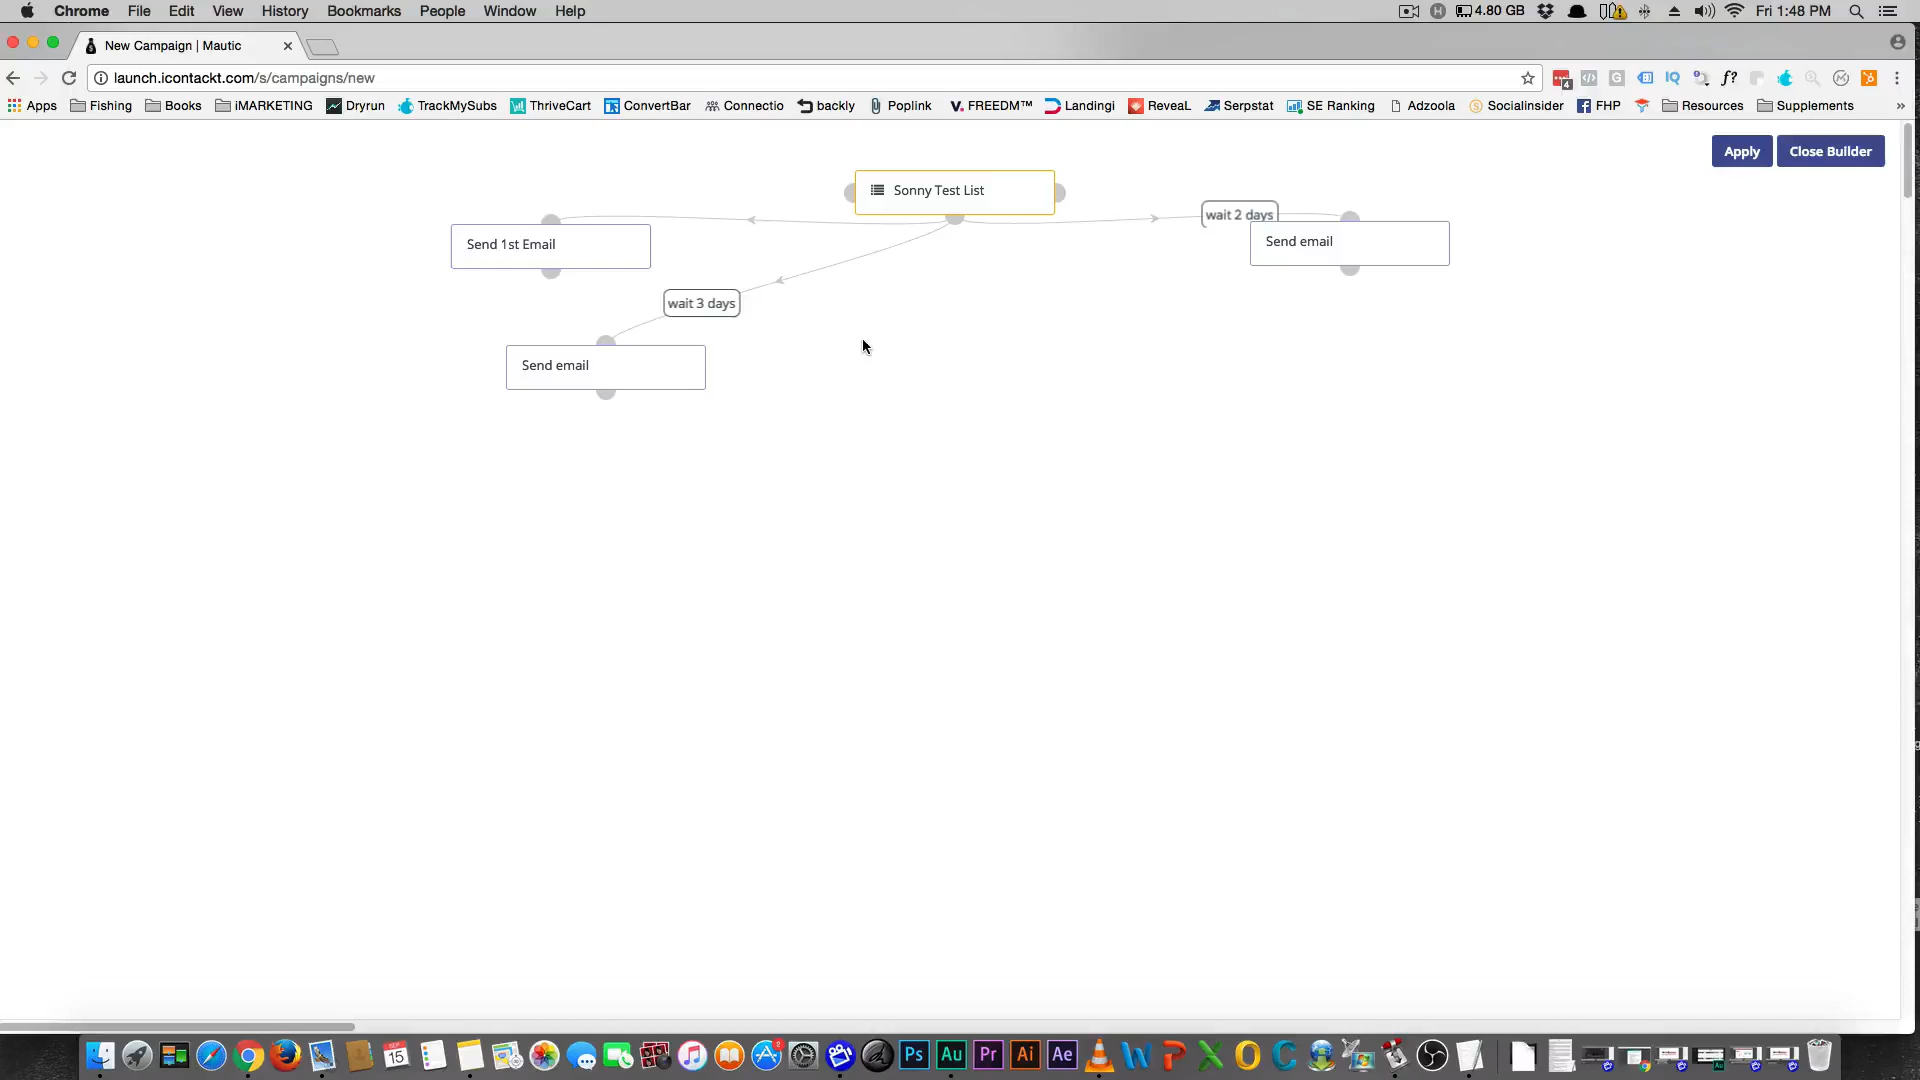 Chrome File Edit View History Bookmarks People Window Help 4.80 GB Fri 1:48 PM
New Campaign | Mautic
launch.icontackt.com/s/campaigns/new
Apps Fishing Books iMARKETING Dryrun TrackMySubs ThriveCart ConvertBar Connectio backly Poplink V. FREEDM™ Landingi ReveaL Serpstat SE Ranking Adzoola Socialinsider FHP Resources Supplements »
Apply Close Builder
Sonny Test List
wait 2 days
Send 1st Email
Send email
wait 3 days
Send email
SEP
15
2
Ps Au Pr Ai Ae